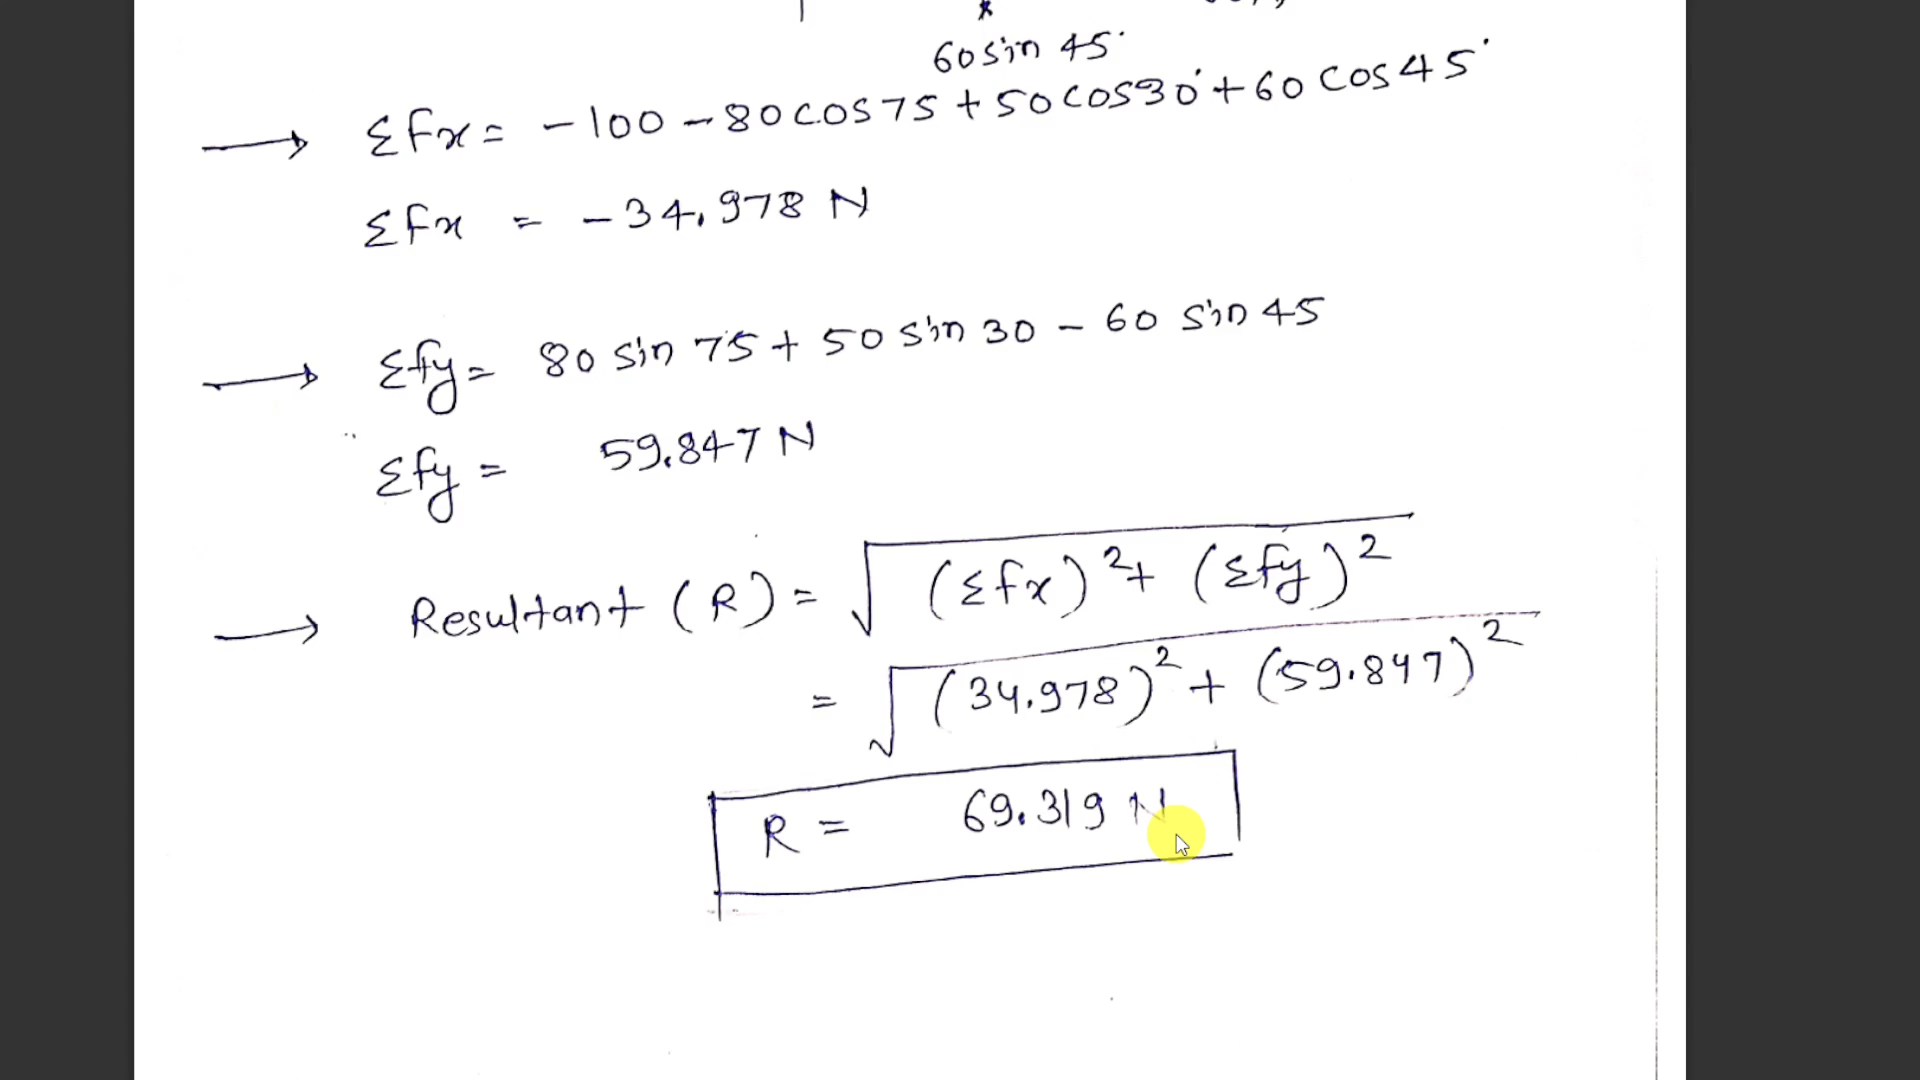 60 sin 45°
→ Σfx = -100 - 80 cos 75 + 50 cos 30° + 60 cos 45°
Σfx = -34.978 N
→ Σfy = 80 sin 75 + 50 sin 30 - 60 sin 45
Σfy = 59.847 N
→ Resultant (R) = √(Σfx)² + (Σfy)²
= √(34.978)² + (59.847)²
R = 69.319 N